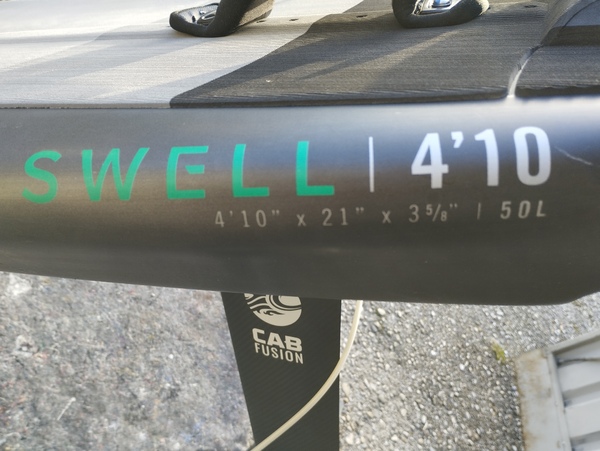 SWELL | 4'10
4'10" x 21" x 3 5/8" | 50L
CAB
FUSION